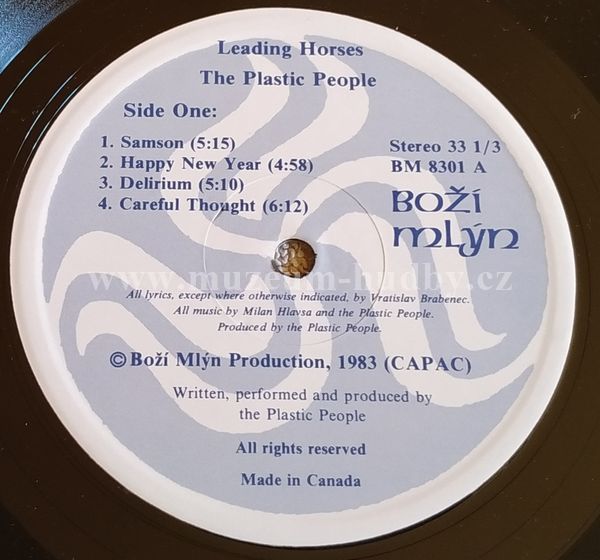 Leading Horses
The Plastic People
Side One:
1. Samson (5:15)
2. Happy New Year (4:58)
3. Delirium (5:10)
4. Careful Thought (6:12)
Stereo 33 1/3
BM 8301 A
BOŽÍ
MLÝN
www.muzeum-hudby.cz
All lyrics, except where otherwise indicated, by Vratislav Brabenec.
All music by Milan Hlavsa and the Plastic People.
Produced by the Plastic People.
© Boží Mlýn Production, 1983 (CAPAC)
Written, performed and produced by
the Plastic People
All rights reserved
Made in Canada